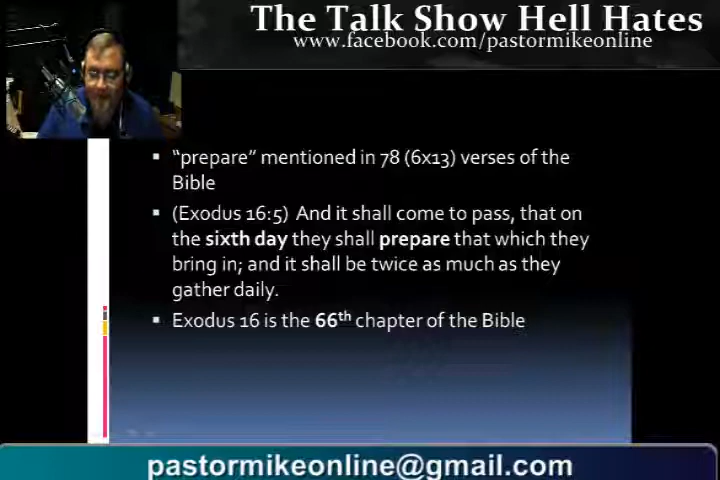 The Talk Show Hell Hates
www.facebook.com/pastormikeonline
▪ “prepare” mentioned in 78 (6x13) verses of the
Bible
▪ (Exodus 16:5) And it shall come to pass, that on
the sixth day they shall prepare that which they
bring in; and it shall be twice as much as they
gather daily.
▪ Exodus 16 is the 66th chapter of the Bible
pastormikeonline@gmail.com